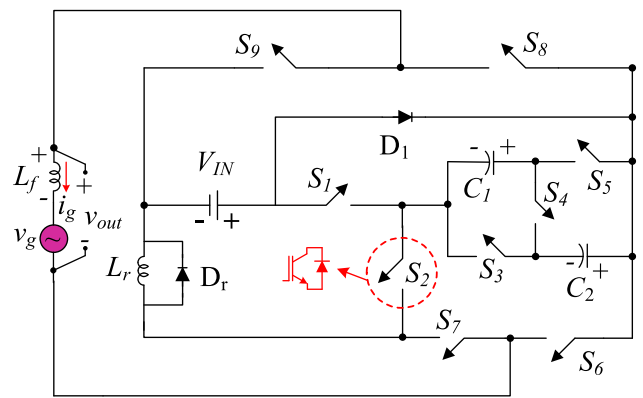 S9
S8
D1
+
Lf
-
ig
+
vout
-
vg
VIN
- +
S1
- +
C1
S4
S5
Lr
Dr
S2
S3
- +
C2
S7
S6